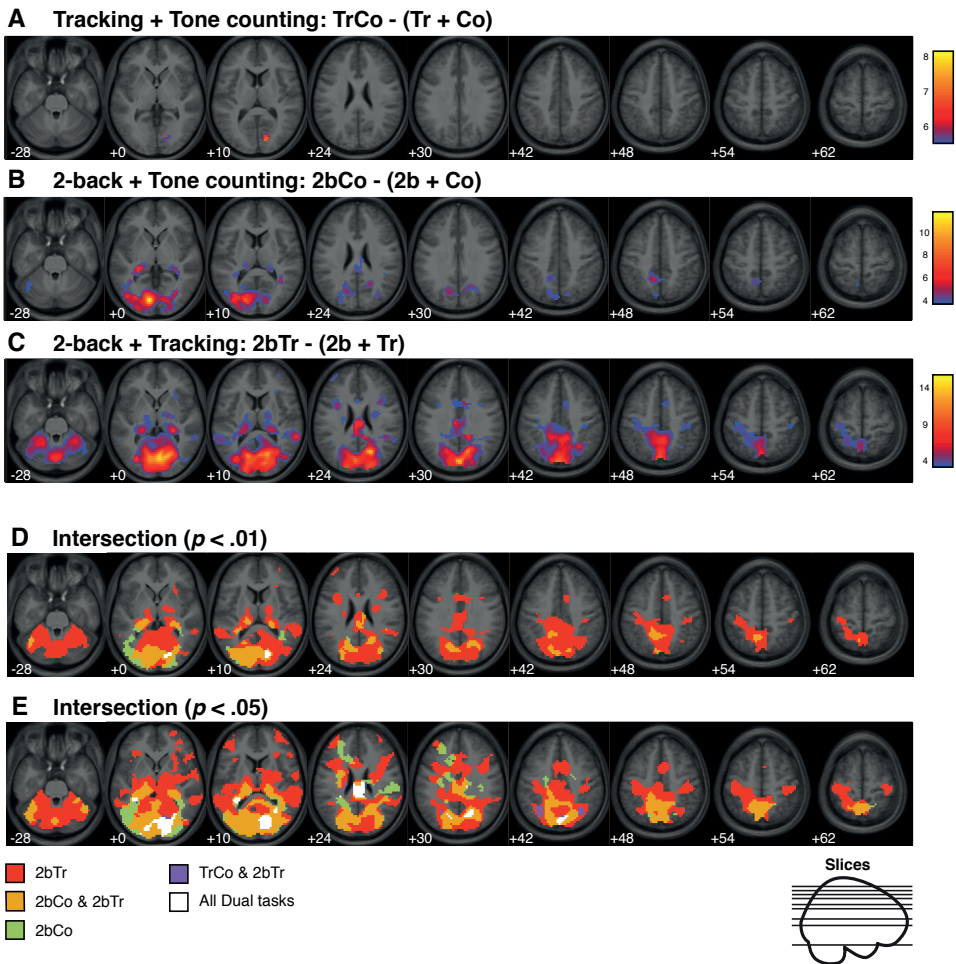 A Tracking + Tone counting: TrCo - (Tr + Co)
-28 +0 +10 +24 +30 +42 +48 +54 +62
8
7
6
B 2-back + Tone counting: 2bCo - (2b + Co)
-28 +0 +10 +24 +30 +42 +48 +54 +62
10
8
6
4
C 2-back + Tracking: 2bTr - (2b + Tr)
-28 +0 +10 +24 +30 +42 +48 +54 +62
14
9
4
D Intersection (p < .01)
-28 +0 +10 +24 +30 +42 +48 +54 +62
E Intersection (p < .05)
-28 +0 +10 +24 +30 +42 +48 +54 +62
2bTr
2bCo & 2bTr
2bCo
TrCo & 2bTr
All Dual tasks
Slices